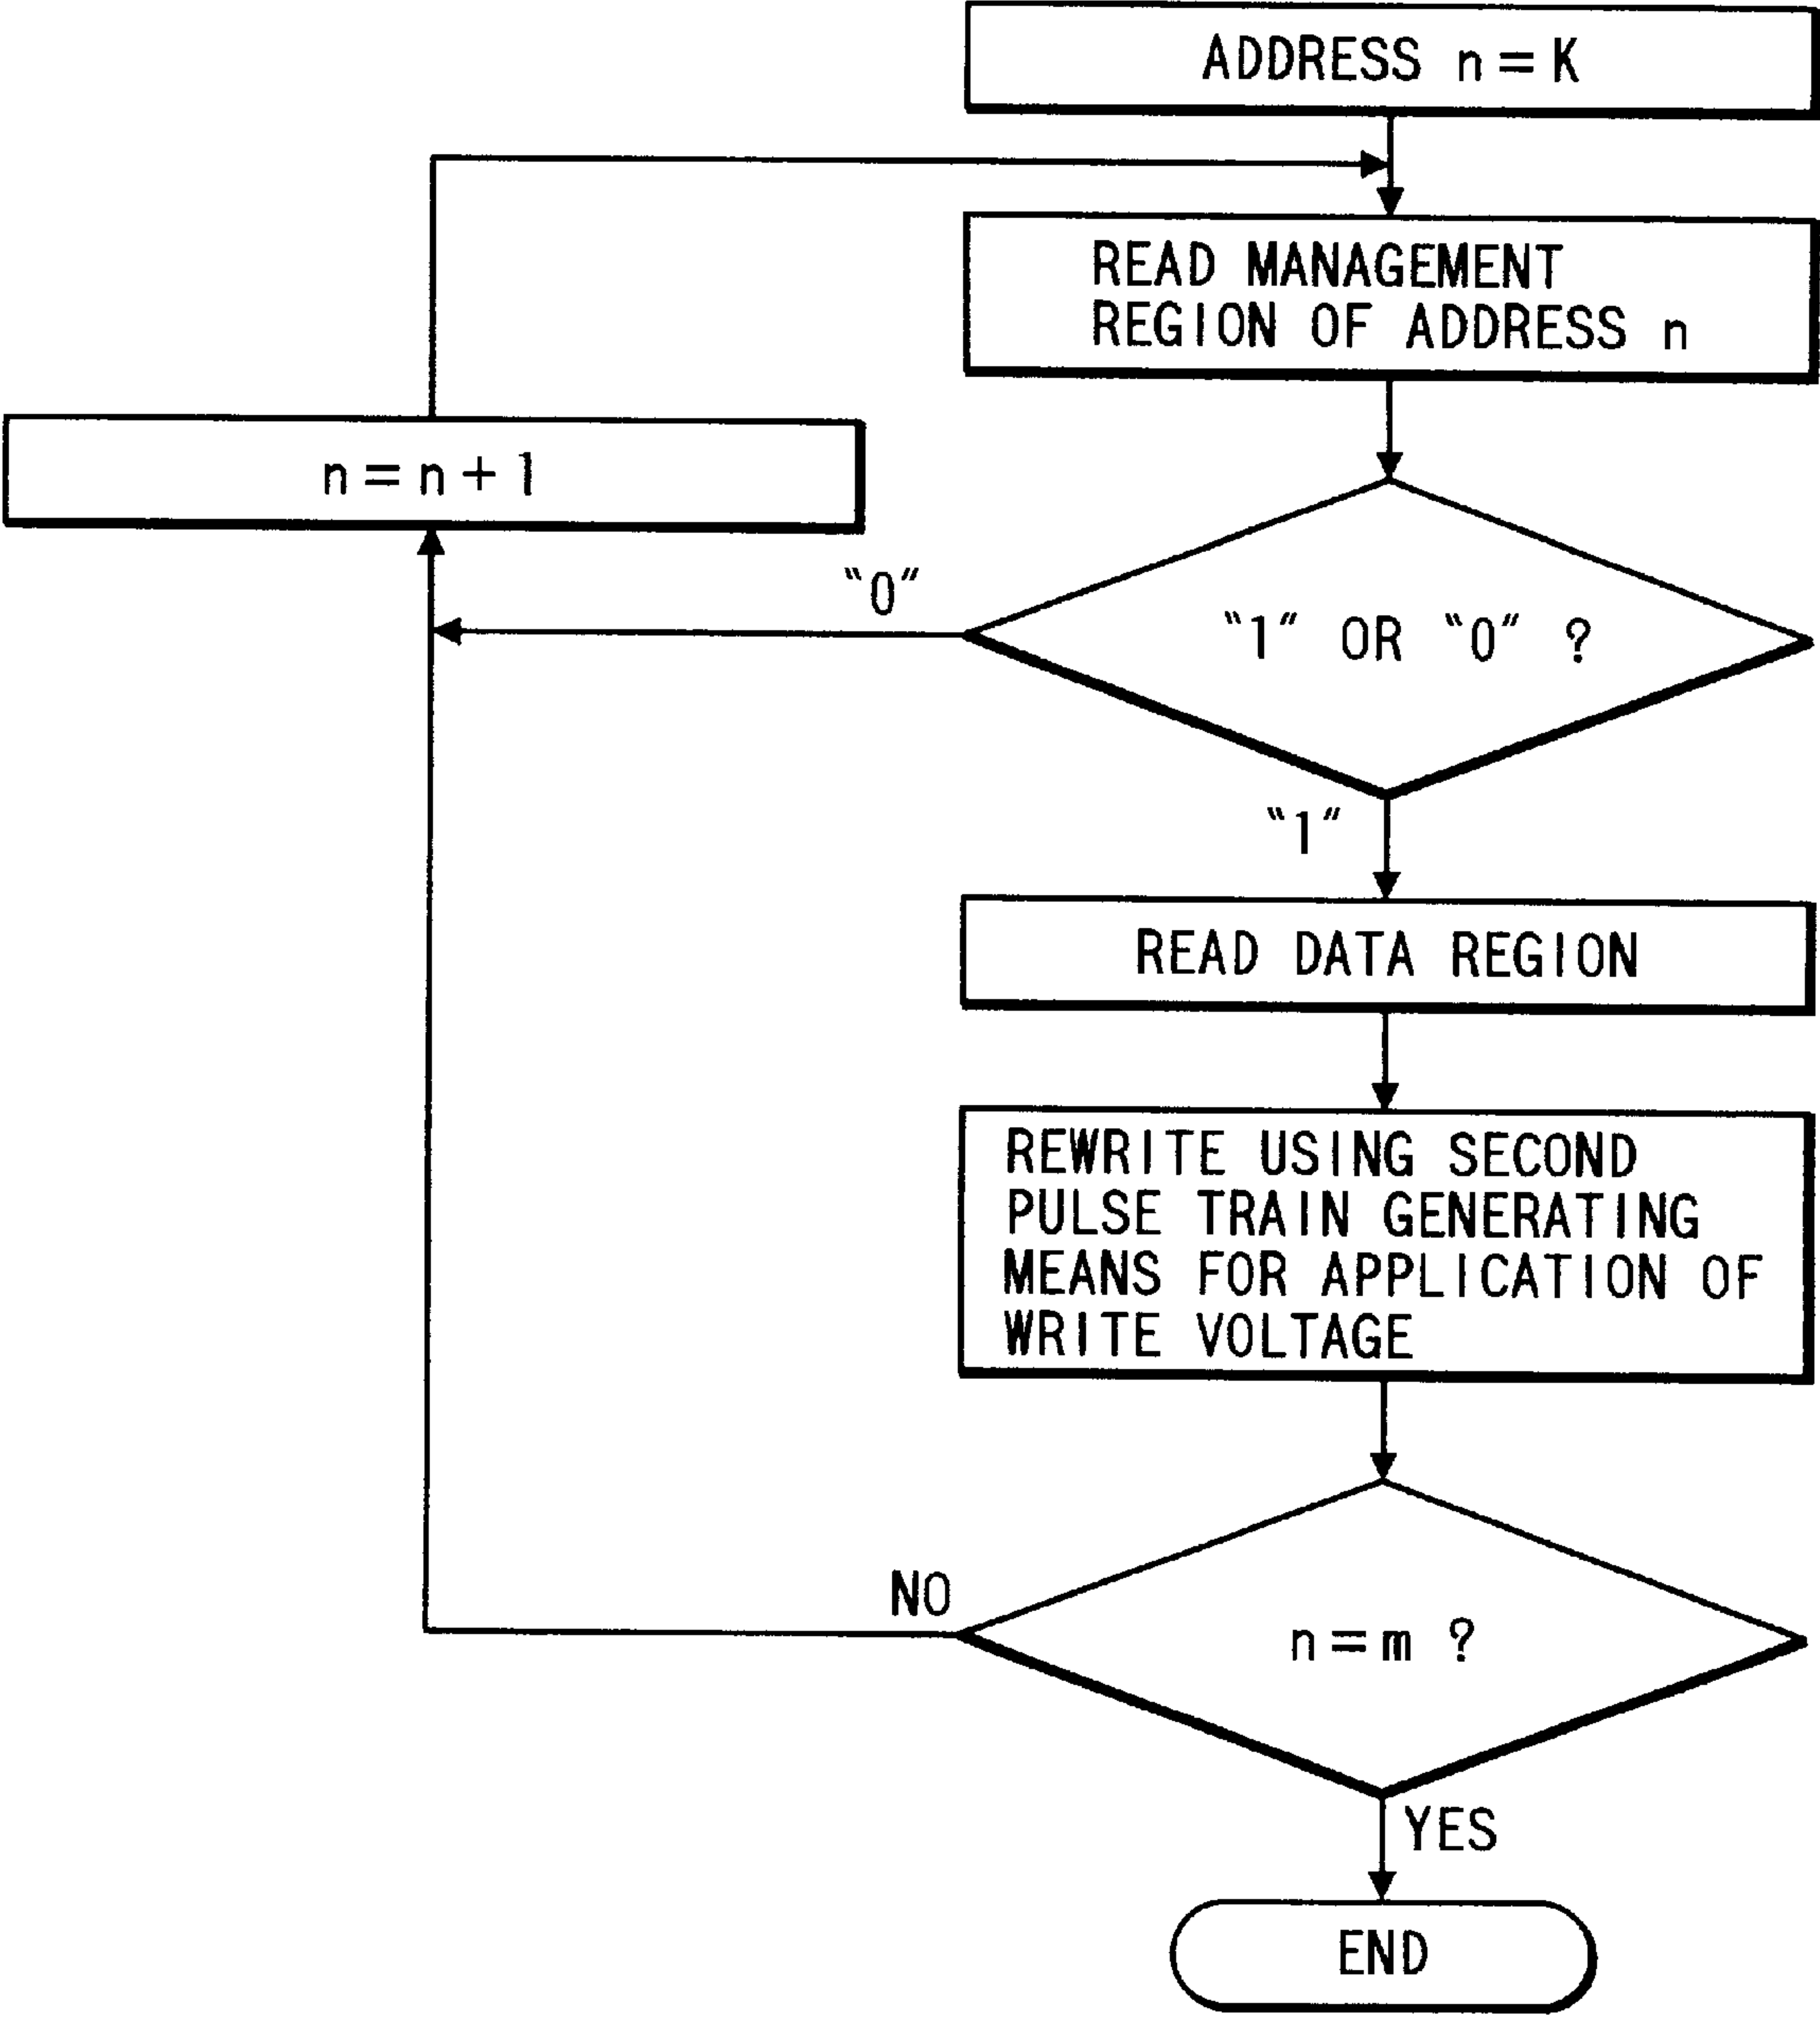 ADDRESS n = K
READ MANAGEMENT
REGION OF ADDRESS n
n = n + 1
“0”
“1” OR “0” ?
“1”
READ DATA REGION
REWRITE USING SECOND
PULSE TRAIN GENERATING
MEANS FOR APPLICATION OF
WRITE VOLTAGE
NO
n = m ?
YES
END